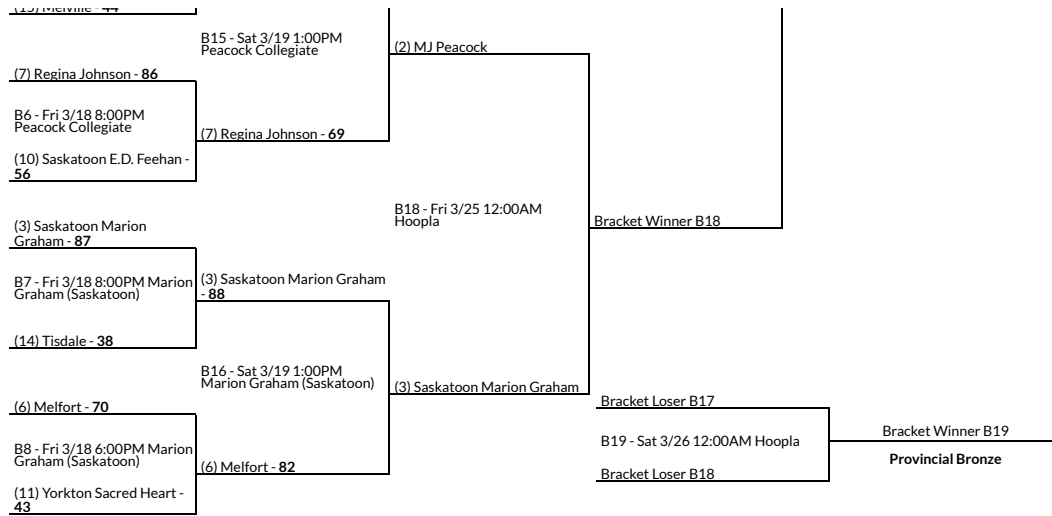 (15) Melville - 44
B15 - Sat 3/19 1:00PM
Peacock Collegiate
(2) MJ Peacock
(7) Regina Johnson - 86
B6 - Fri 3/18 8:00PM
Peacock Collegiate
(7) Regina Johnson - 69
(10) Saskatoon E.D. Feehan -
56
B18 - Fri 3/25 12:00AM
Hoopla
Bracket Winner B18
(3) Saskatoon Marion
Graham - 87
B7 - Fri 3/18 8:00PM Marion
Graham (Saskatoon)
(3) Saskatoon Marion Graham
- 88
(14) Tisdale - 38
B16 - Sat 3/19 1:00PM
Marion Graham (Saskatoon)
(3) Saskatoon Marion Graham
(6) Melfort - 70
B8 - Fri 3/18 6:00PM Marion
Graham (Saskatoon)
(6) Melfort - 82
(11) Yorkton Sacred Heart -
43
Bracket Loser B17
B19 - Sat 3/26 12:00AM Hoopla
Bracket Loser B18
Bracket Winner B19
Provincial Bronze